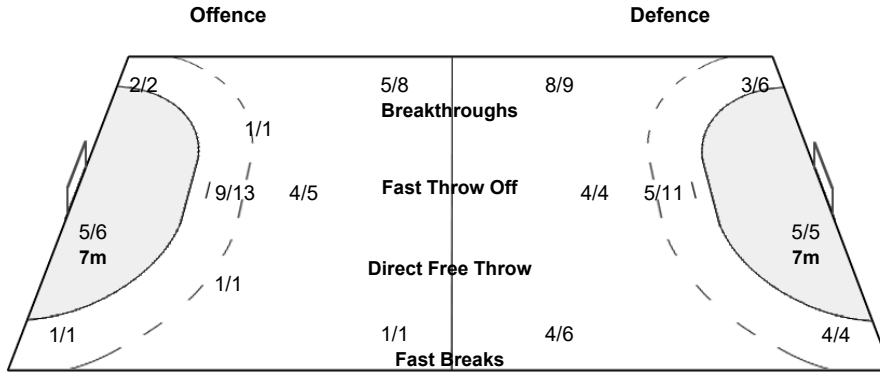 Offence Defence
2/2 5/8 8/9 3/6
Breakthroughs
1/1
Fast Throw Off
9/13 4/5 4/4 5/11
5/6 5/5
7m 7m
Direct Free Throw
1/1
1/1 1/1 4/6 4/4
Fast Breaks